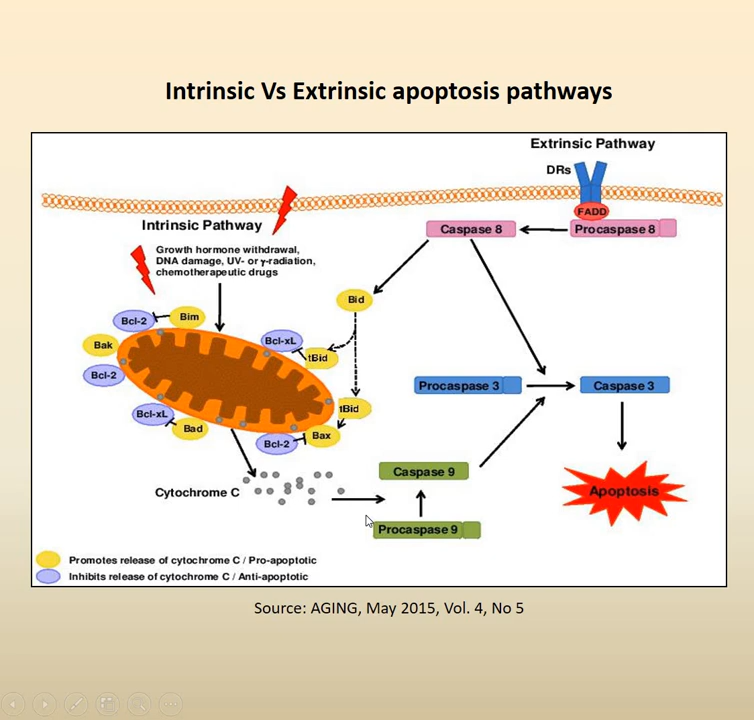 Intrinsic Vs Extrinsic apoptosis pathways
Extrinsic Pathway
DRs
FADD
Intrinsic Pathway
Caspase 8
Procaspase 8
Growth hormone withdrawal,
DNA damage, UV- or γ-radiation,
chemotherapeutic drugs
Bid
Bcl-2
Bim
Bak
Bcl-xL
tBid
Bcl-2
Procaspase 3
Caspase 3
Bcl-xL
Bad
tBid
Bcl-2
Bax
Caspase 9
Cytochrome C
Apoptosis
Procaspase 9
Promotes release of cytochrome C / Pro-apoptotic
Inhibits release of cytochrome C / Anti-apoptotic
Source: AGING, May 2015, Vol. 4, No 5